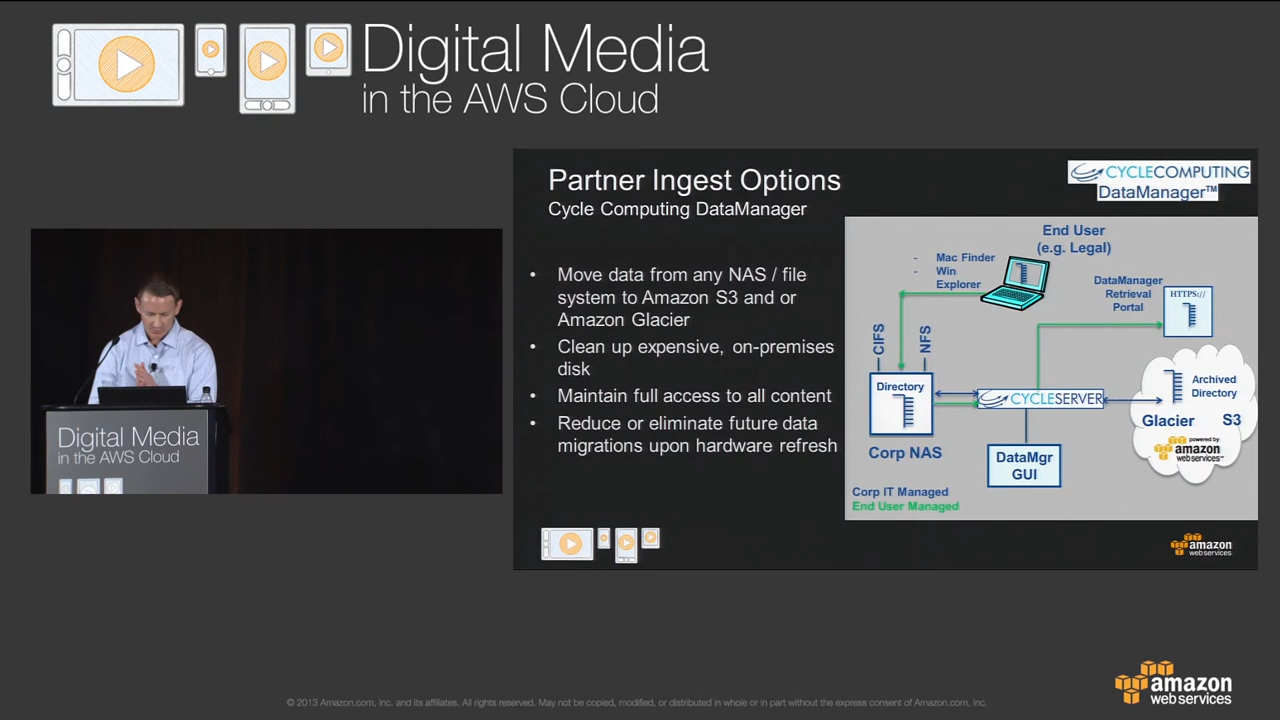 Digital Media
in the AWS Cloud
Digital Media
in the AWS Cloud
Partner Ingest Options
Cycle Computing DataManager
CYCLECOMPUTING
DataManager™
• Move data from any NAS / file
system to Amazon S3 and or
Amazon Glacier
• Clean up expensive, on-premises
disk
• Maintain full access to all content
• Reduce or eliminate future data
migrations upon hardware refresh
End User
(e.g. Legal)
- Mac Finder
- Win
Explorer
DataManager
Retrieval
Portal
HTTPS://
CIFS
NFS
Directory
Corp NAS
CYCLESERVER
DataMgr
GUI
Archived
Directory
Glacier S3
powered by
amazon
webservices™
Corp IT Managed
End User Managed
amazon
webservices
© 2013 Amazon.com, Inc. and its affiliates. All rights reserved. May not be copied, modified, or distributed in whole or in part without the express consent of Amazon.com, Inc.
amazon
webservices